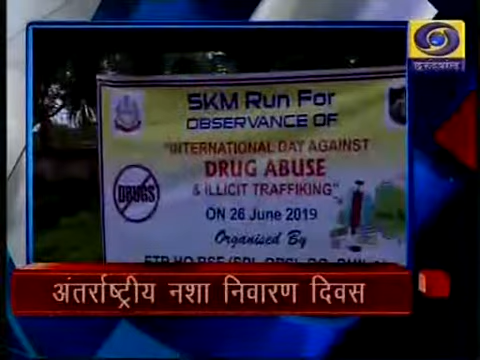 5KM Run For
OBSERVANCE OF
"INTERNATIONAL DAY AGAINST
DRUG ABUSE
& ILLICIT TRAFFIKING"
DRUGS
ON 26 June 2019
Organised By
अंतर्राष्ट्रीय नशा निवारण दिवस